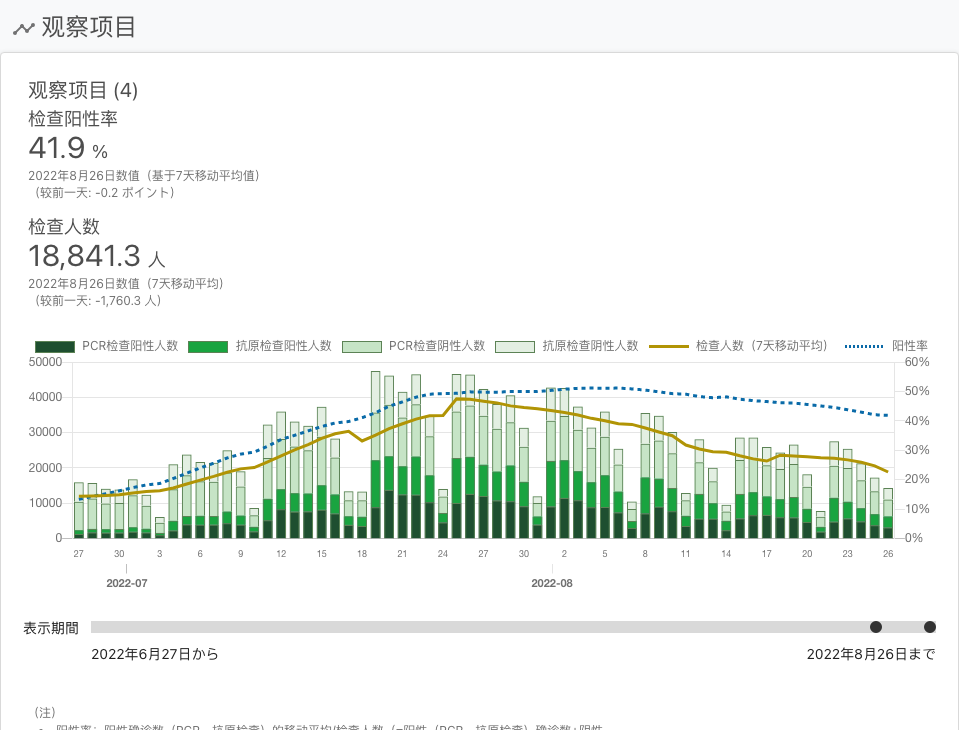 观察项目
观察项目 (4)
检查阳性率
41.9 %
2022年8月26日数值（基于7天移动平均值）
（较前一天: -0.2 ポイント）
检查人数
18,841.3 人
2022年8月26日数值（7天移动平均）
（较前一天: -1,760.3 人）
PCR检查阳性人数 抗原检查阳性人数 PCR检查阴性人数 抗原检查阴性人数 检查人数（7天移动平均） 阳性率
50000 60%
40000 50%
30000 40%
20000 30%
10000 20%
0 10%
0%
27 30 3 6 9 12 15 18 21 24 27 30 2 5 8 11 14 17 20 23 26
2022-07 2022-08
表示期間
2022年6月27日から 2022年8月26日まで
（注）